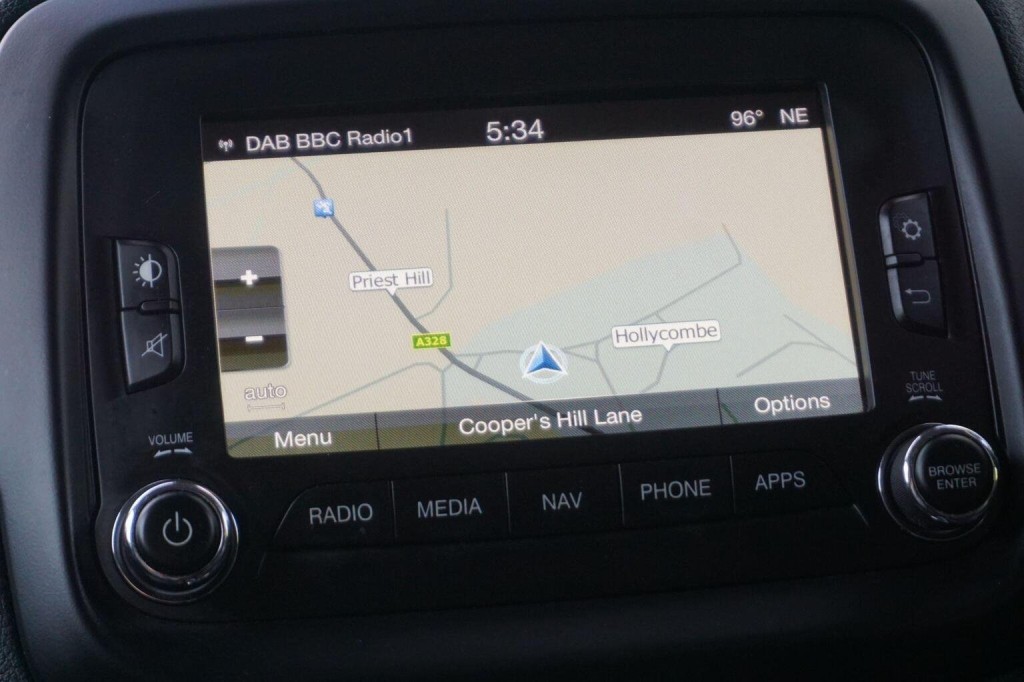 DAB BBC Radio1
5:34
96° NE
+
Priest Hill
A328
Hollycombe
-
auto
Menu
Cooper's Hill Lane
Options
TUNE
SCROLL
VOLUME
RADIO
MEDIA
NAV
PHONE
APPS
BROWSE
ENTER